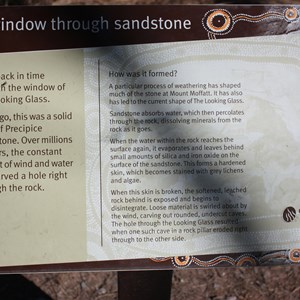 indow through sandstone
ack in time
h the window of
oking Glass.
go, this was a solid
of Precipice
tone. Over millions
rs, the constant
t of wind and water
rved a hole right
gh the rock.
How was it formed?
A particular process of weathering has shaped
much of the stone at Mount Moffatt. It has also
has led to the current shape of the Looking Glass.
Sandstone absorbs water, which then percolates
through the rock, dissolving minerals from the
rock as it goes.
When the water within the rock reaches the
surface again, it evaporates and leaves behind
small amounts of silica and iron oxide on the
surface of the sandstone. This forms a hardened
skin, which becomes stained with grey lichens
and algae.
When this skin is broken, the softened, leached
rock behind is exposed and begins to
disintegrate. Loose material is swirled about by
the wind, carving out rounded, undercut caves.
The hole through the Looking Glass resulted
when one such cave in a rock pillar eroded right
through to the other side.